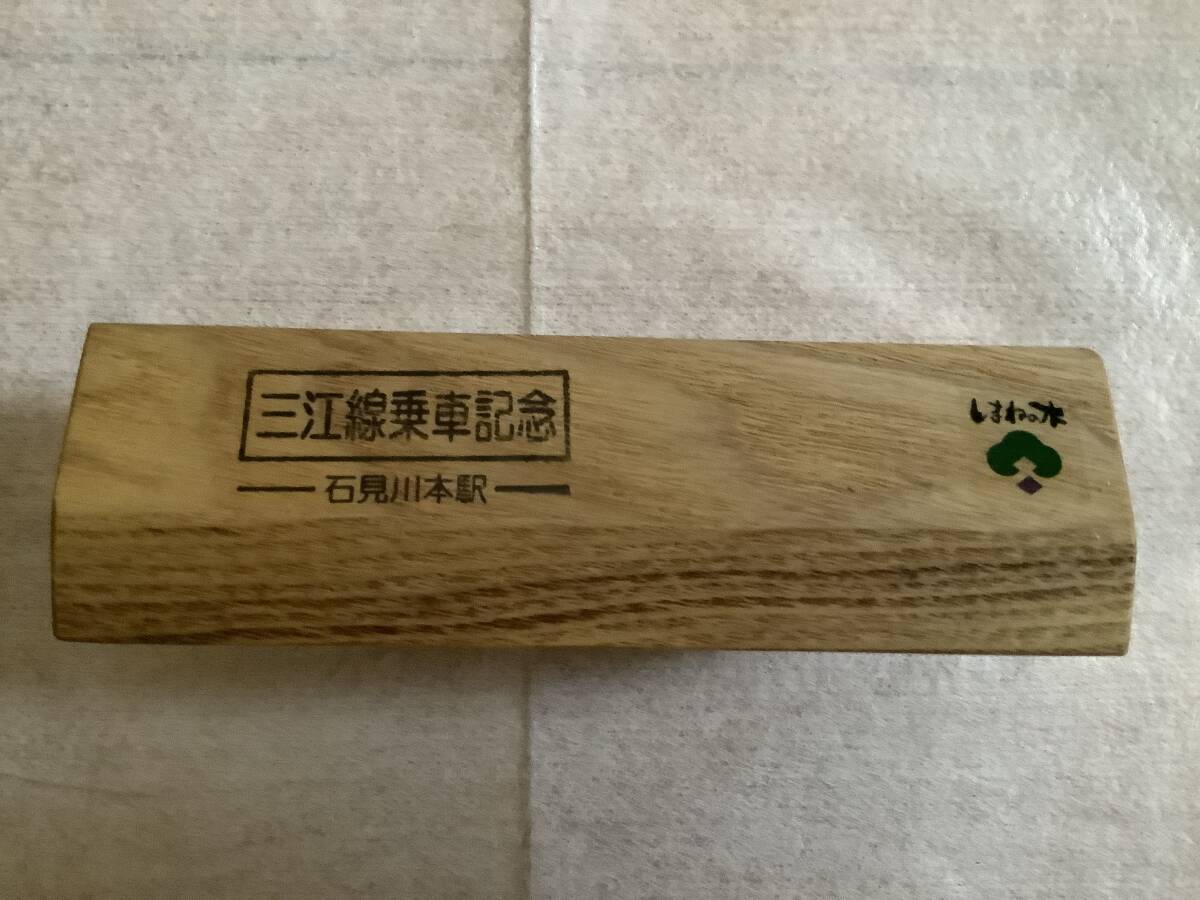 三江線乗車記念
石見川本駅
しまねの木